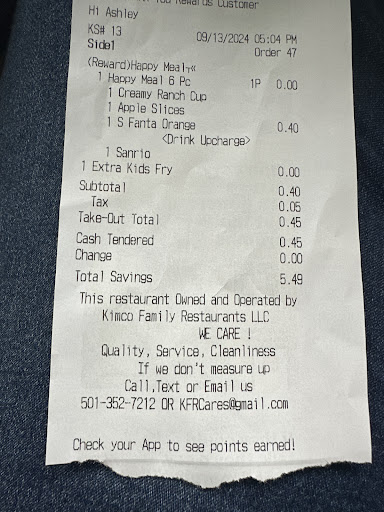 You Rewards Customer
Hi Ashley
KS# 13 09/13/2024 05:04 PM
Side1 Order 47
(Reward)Happy Meal
1 Happy Meal 6 Pc 1P 0.00
1 Creamy Ranch Cup
1 Apple Slices
1 S Fanta Orange 0.40
<Drink Upcharge>
1 Sanrio
1 Extra Kids Fry 0.00
Subtotal 0.40
Tax 0.05
Take-Out Total 0.45
Cash Tendered 0.45
Change 0.00
Total Savings 5.49
This restaurant Owned and Operated by
Kimco Family Restaurants LLC
WE CARE !
Quality, Service, Cleanliness
If we don't measure up
Call,Text or Email us
501-352-7212 OR KFRCares@gmail.com
Check your App to see points earned!